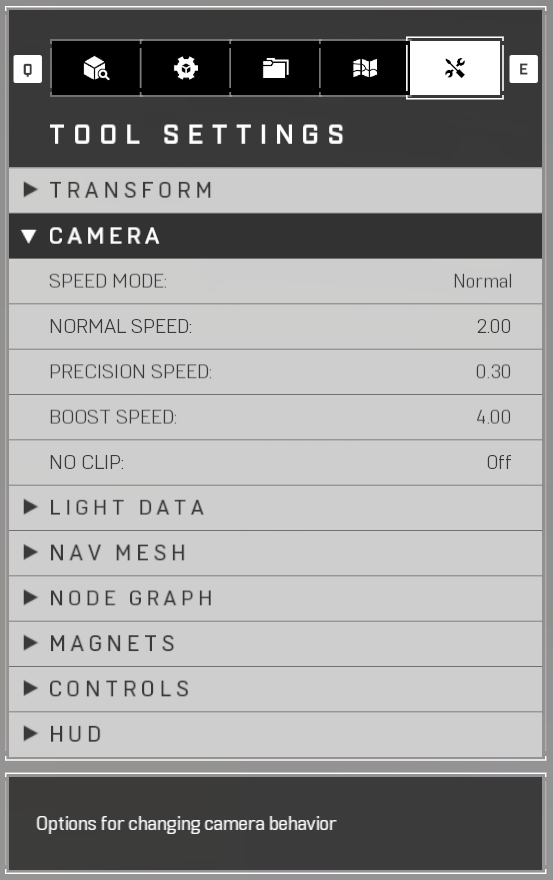 Q E
TOOL SETTINGS
TRANSFORM
CAMERA
SPEED MODE: Normal
NORMAL SPEED: 2.00
PRECISION SPEED: 0.30
BOOST SPEED: 4.00
NO CLIP: Off
LIGHT DATA
NAV MESH
NODE GRAPH
MAGNETS
CONTROLS
HUD
Options for changing camera behavior